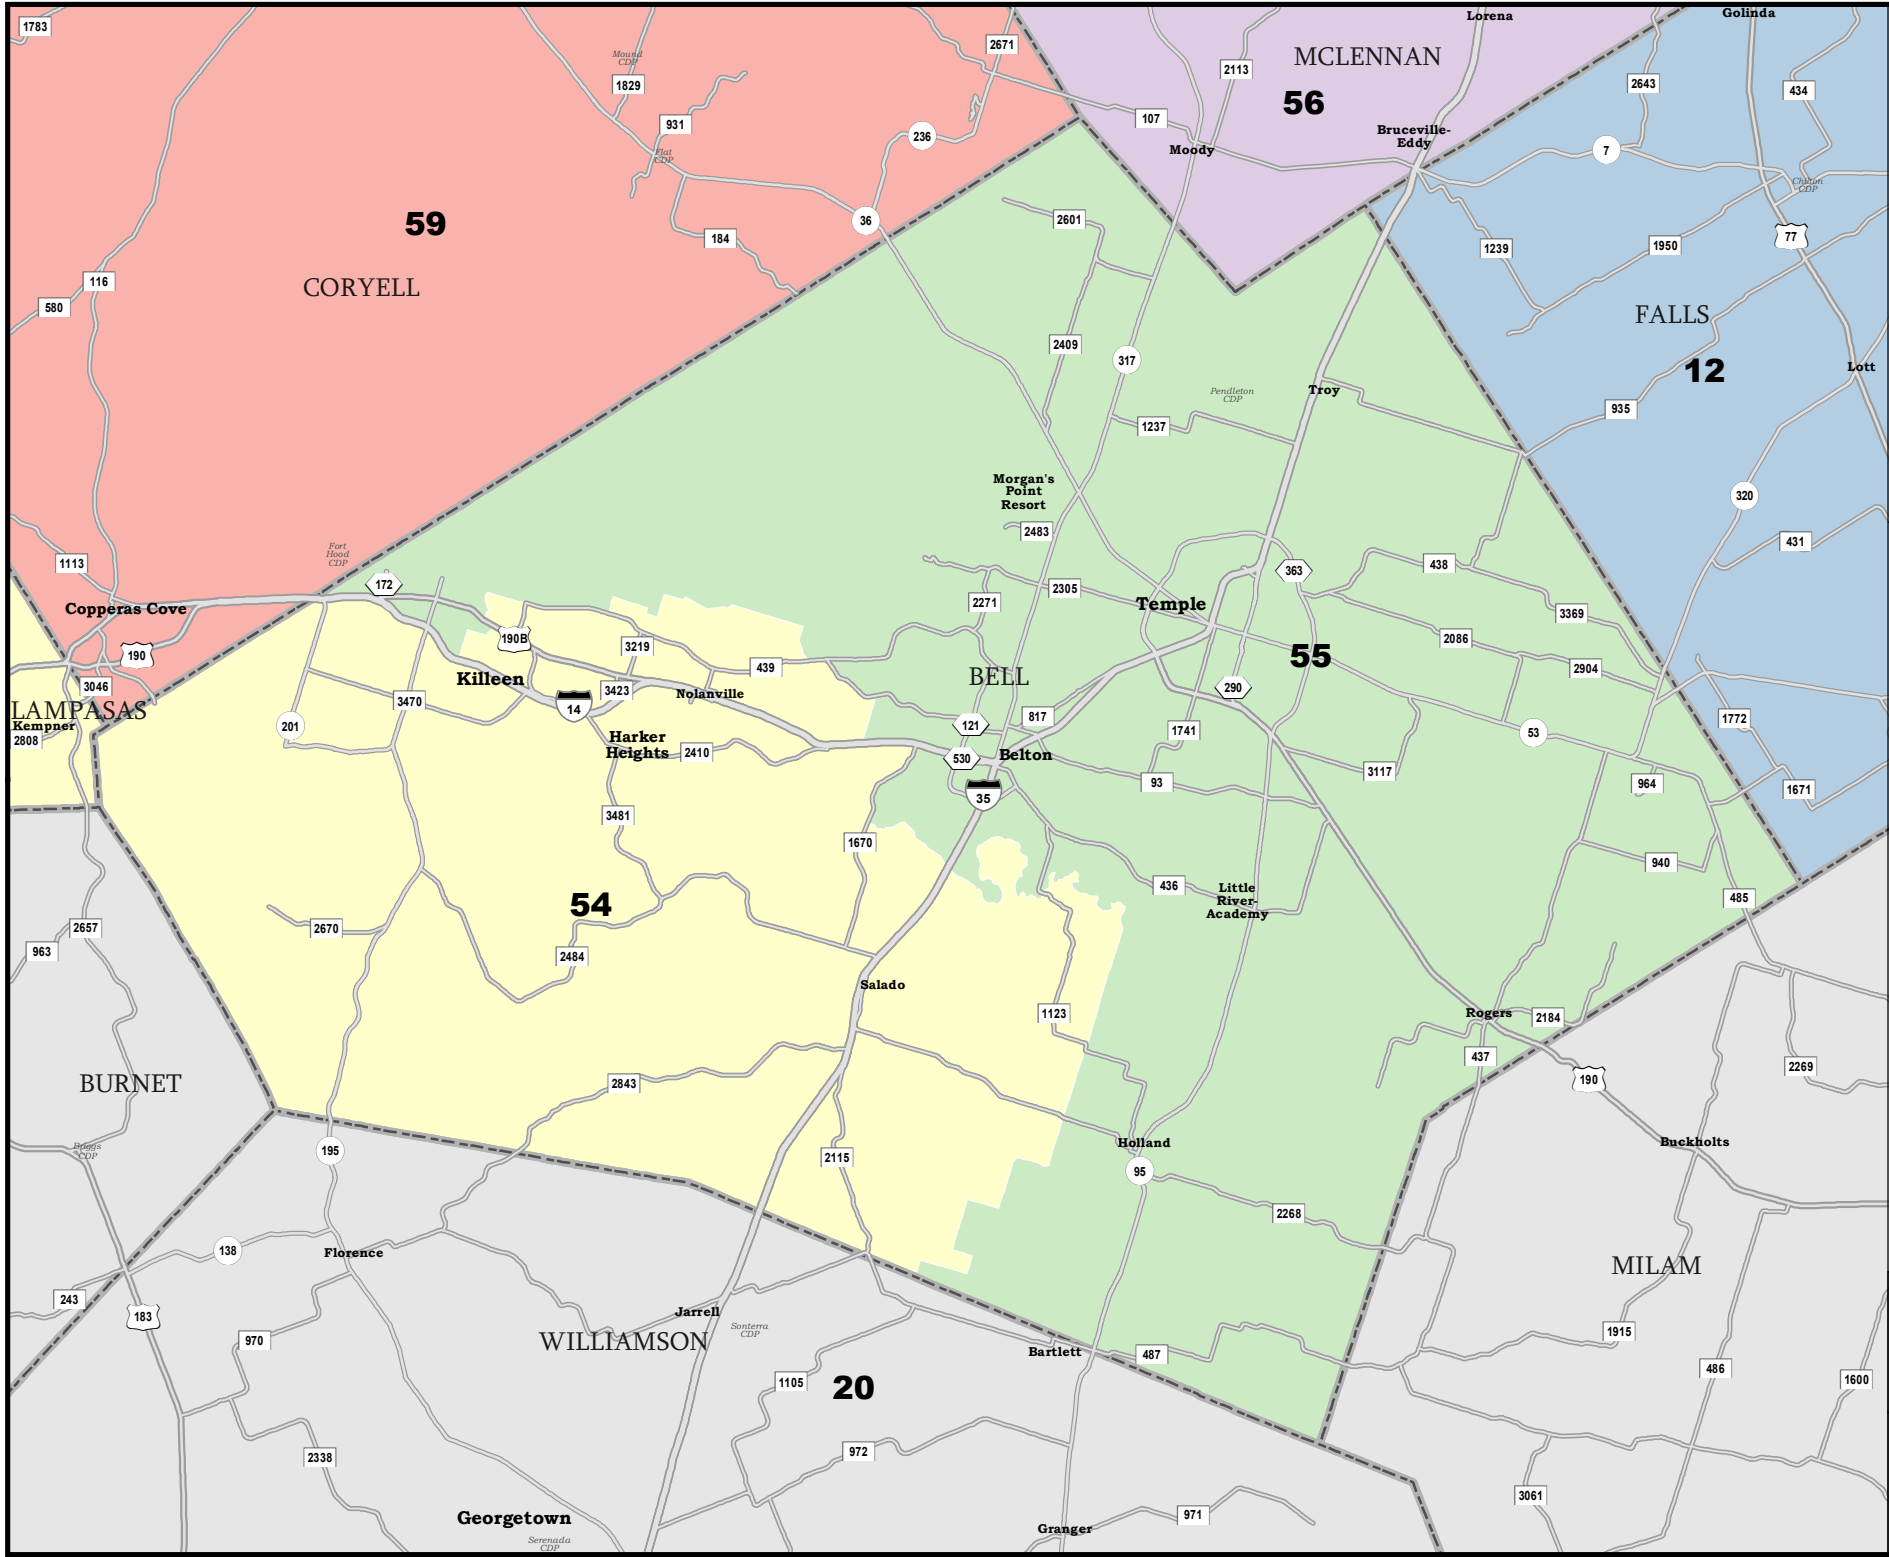 1783
Mound
CDP
1829
2671
Lorena
Golinda
MCLENNAN
2113
56
2643
434
931
236
107
Moody
Bruceville-
Eddy
7
Flat
CDP
Chilton
CDP
59
36
2601
184
1239
1950
77
116
CORYELL
580
FALLS
2409
317
12
Lott
Pendleton
CDP
Troy
935
1237
Morgan's
Point
Resort
320
2483
431
Fort
Hood
CDP
1113
172
363
438
2305
Temple
2271
Copperas Cove
3369
190B
3219
2086
190
439
55
2904
BELL
Killeen
3046
3423
Nolanville
290
3470
14
LAMPASAS
Kempner
2808
201
121
817
1741
1772
53
Harker
Heights
2410
530
Belton
93
3117
964
35
1671
3481
1670
940
436
Little
River-
Academy
54
485
2670
2657
963
2484
Salado
1123
Rogers
2184
437
2269
BURNET
2843
190
Boggs
CDP
195
2115
Holland
95
Buckholts
2268
138
Florence
MILAM
243
183
Jarrell
Sonterra
CDP
970
WILLIAMSON
Bartlett
487
1915
1105
20
486
1600
972
2338
3061
Georgetown
Serenada
CDP
Granger
971